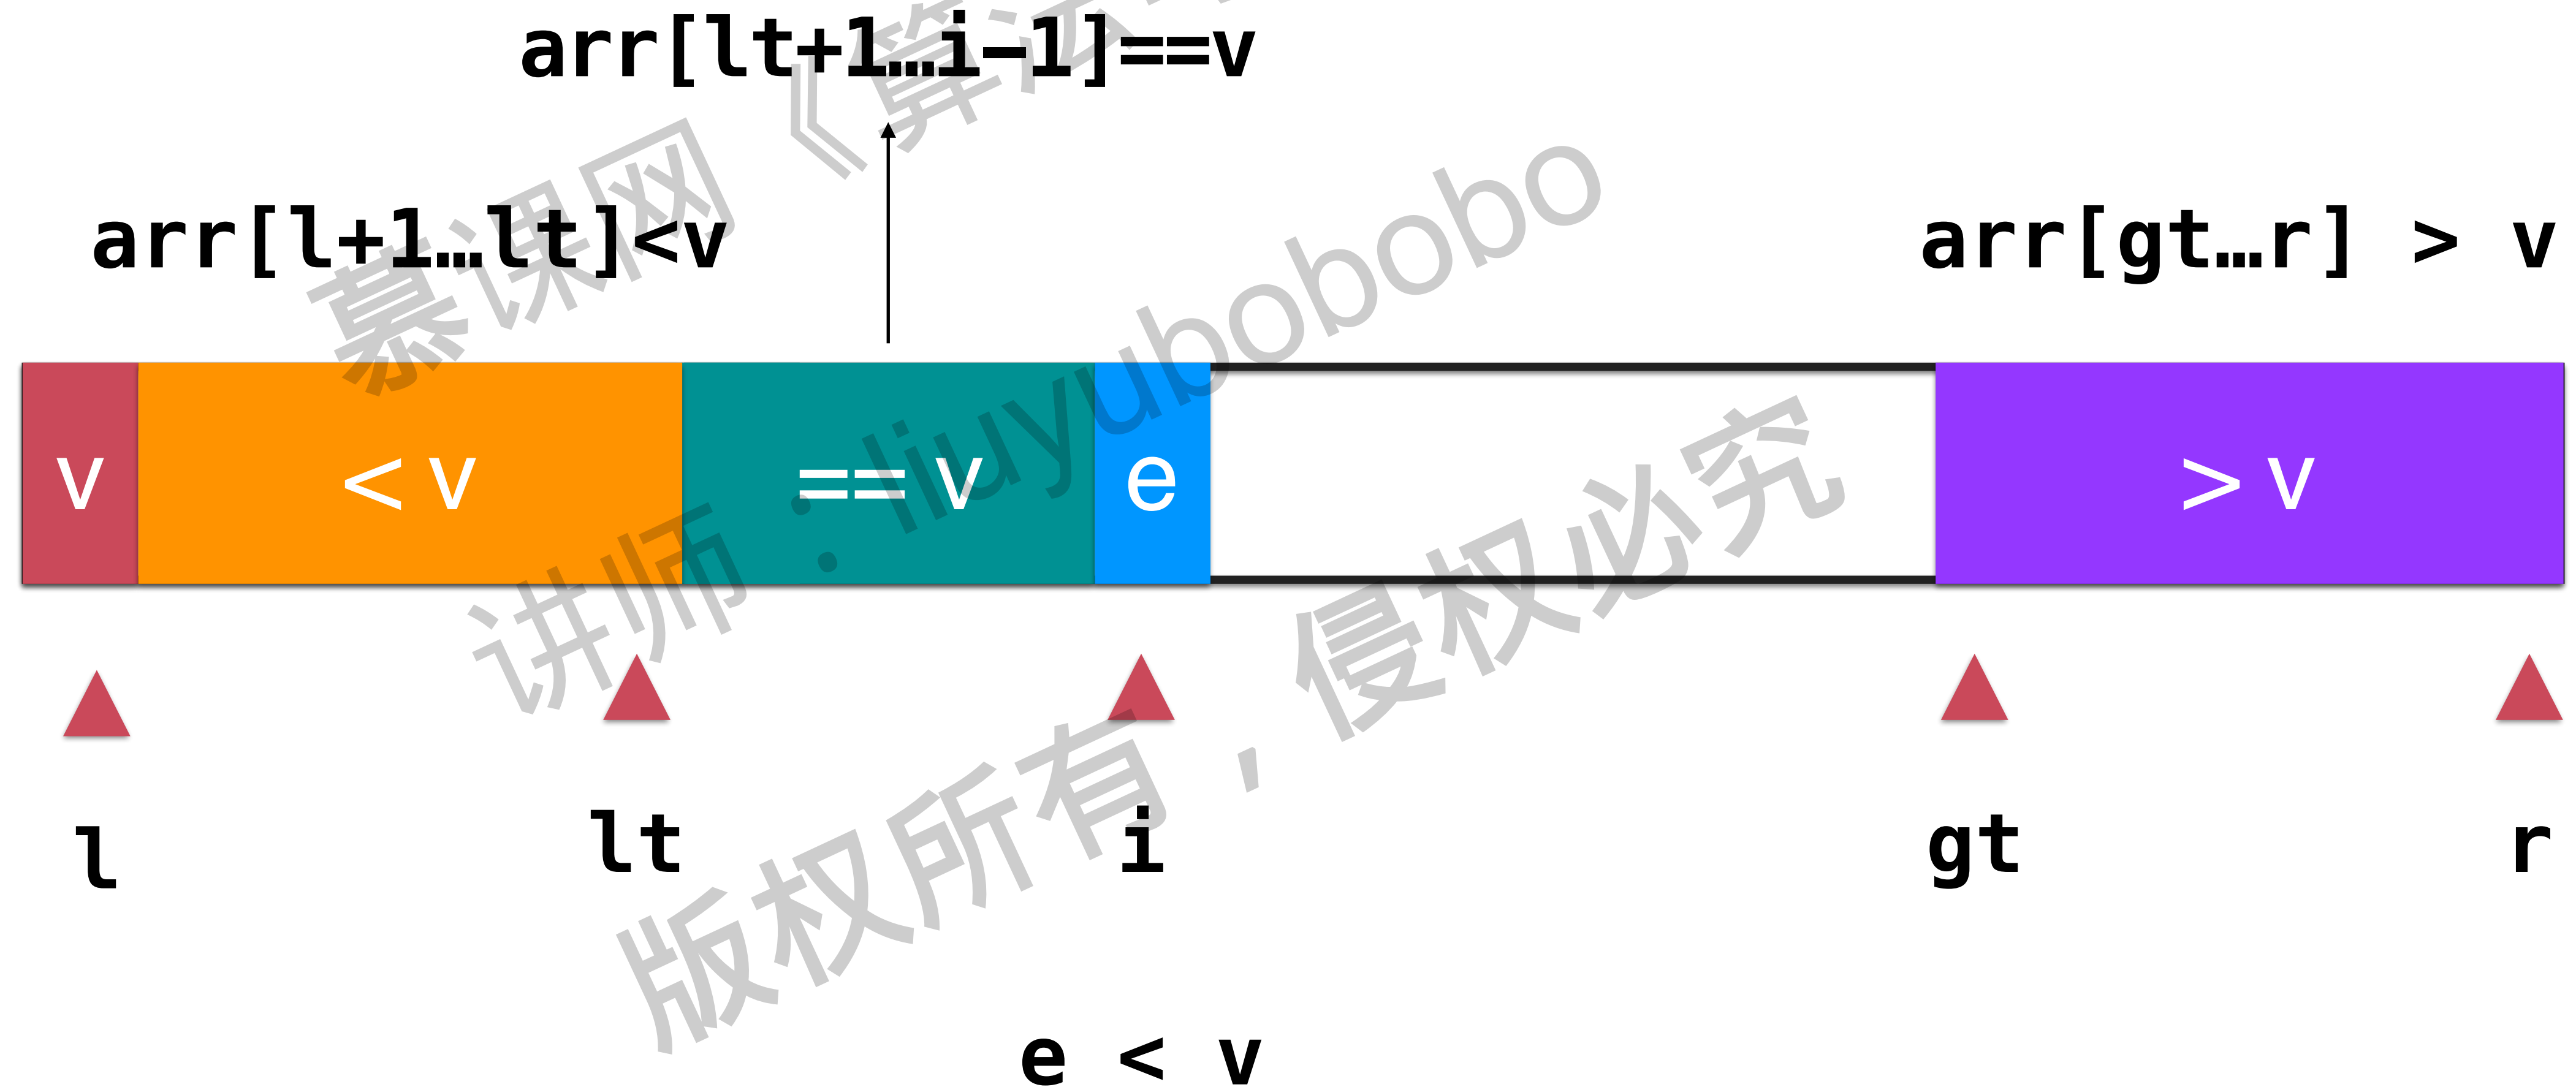 arr[lt+1…i-1]==v
arr[l+1…lt]<v
arr[gt…r] > v
v
< v
== v
e
> v
l
lt
i
gt
r
e < v
慕课网《算法
讲师：liuyubobobo
版权所有，侵权必究